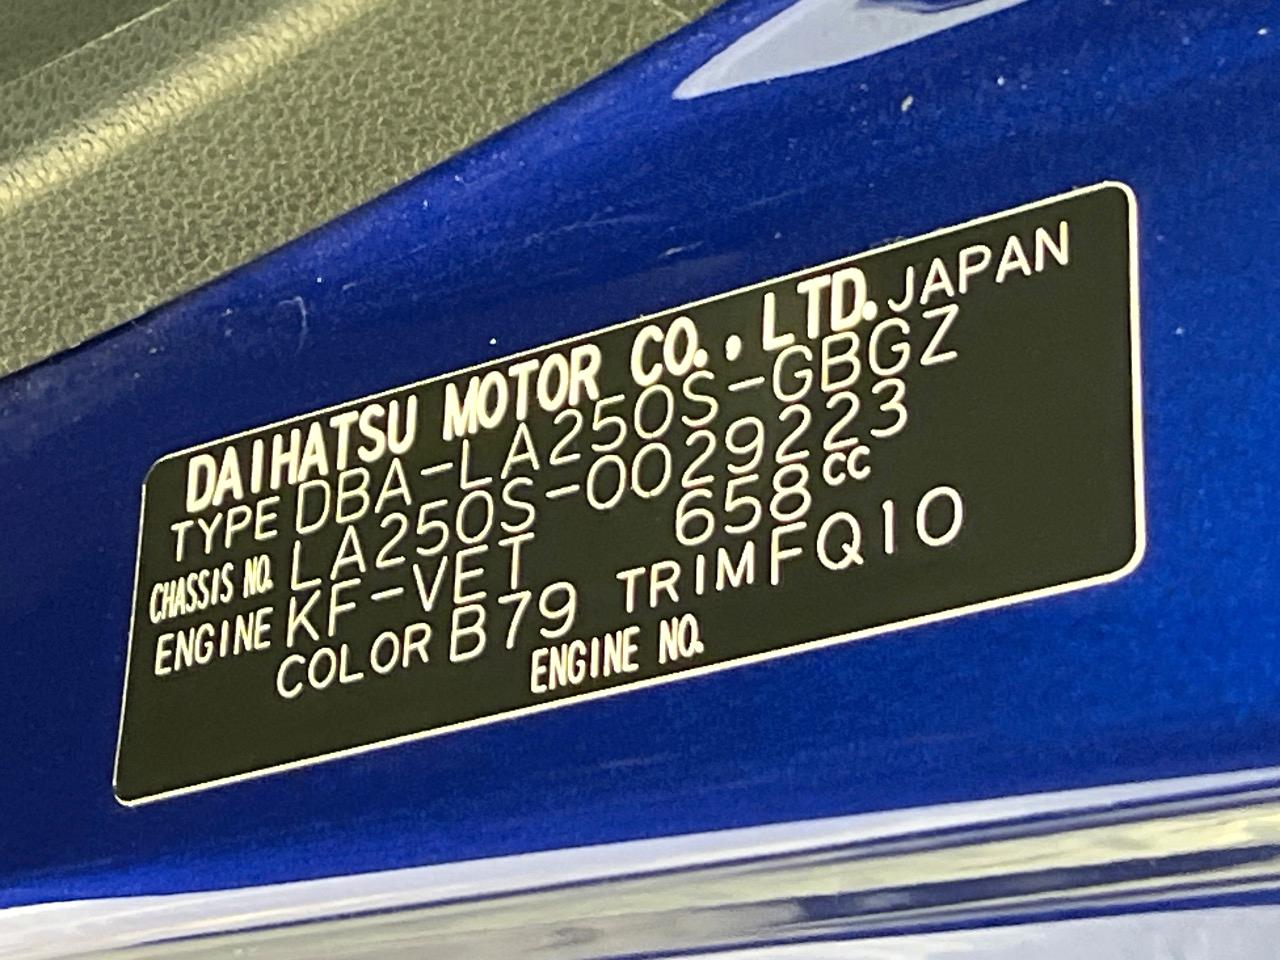 DAIHATSU MOTOR CO., LTD. JAPAN
TYPE DBA-LA250S-GBGZ
CHASSIS NO. LA250S-0029223
ENGINE KF-VET 658cc
COLOR B79 TRIM FQ10
ENGINE NO.